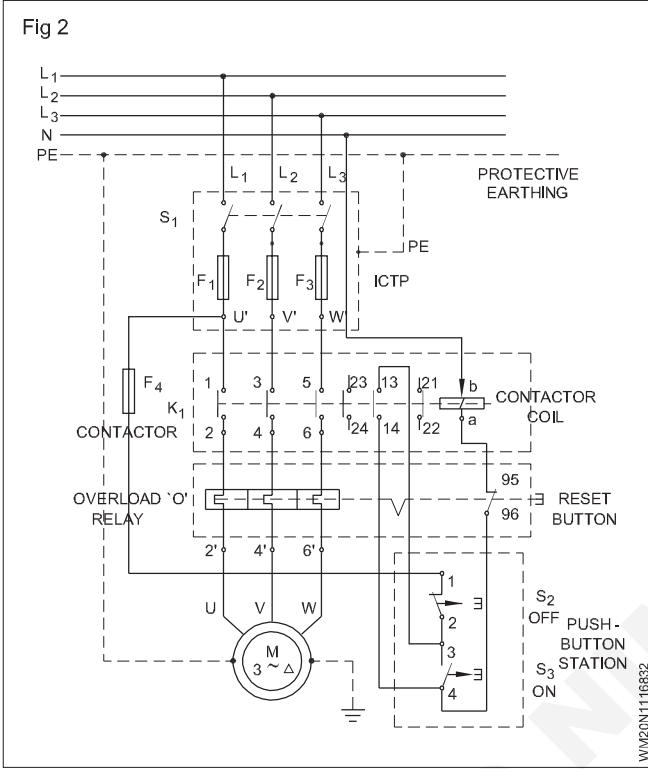 Fig 2
L1
L2
L3
N
PE
L1 L2 L3
PROTECTIVE
EARTHING
S1
PE
F1 F2 F3
ICTP
U' V' W'
F4
1 3 5 23 13 21 b
K1
CONTACTOR
COIL
a
CONTACTOR
2 4 6 24 14 22
95
OVERLOAD `O'
RELAY
RESET
BUTTON
96
2' 4' 6'
1
S2
OFF
U V W
2
PUSH-
BUTTON
STATION
3
M
3 ~ △
S3
ON
4
WM20N1116832